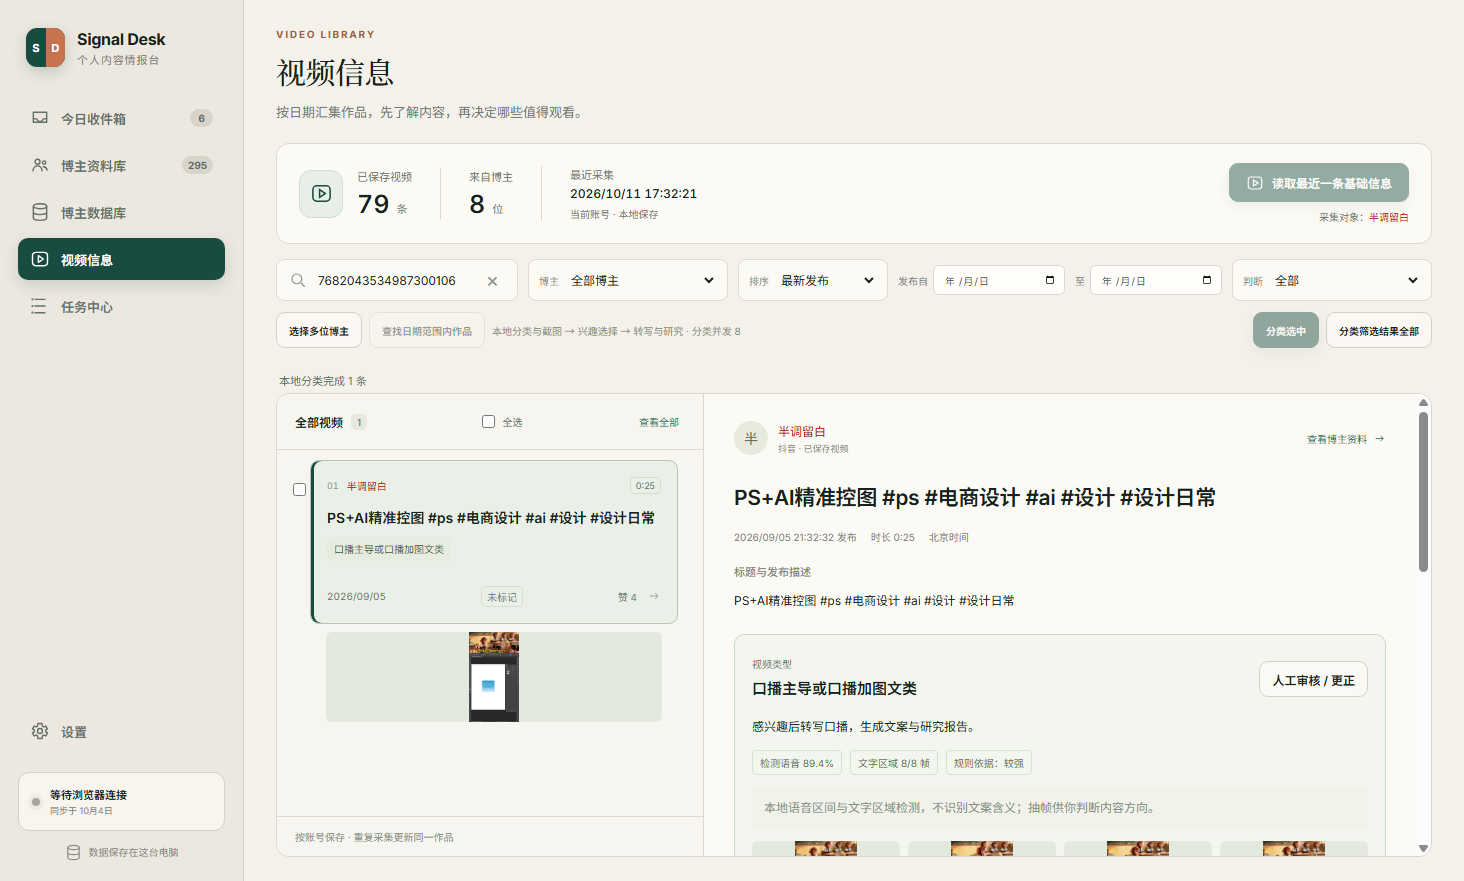 S D
Signal Desk
个人内容情报台
今日收件箱 6
博主资料库 295
博主数据库
视频信息
任务中心
设置
等待浏览器连接
同步于 10月4日
数据保存在这台电脑
VIDEO LIBRARY
视频信息
按日期汇集作品，先了解内容，再决定哪些值得观看。
已保存视频
79 条
来自博主
8 位
最近采集
2026/10/11 17:32:21
当前账号 · 本地保存
读取最近一条基础信息
采集对象：半调留白
7682043534987300106
博主 全部博主
排序 最新发布
发布自 年 /月/日 至 年 /月/日
判断 全部
选择多位博主
查找日期范围内作品
本地分类与截图 → 兴趣选择 → 转写与研究 · 分类并发 8
分类选中
分类筛选结果全部
本地分类完成 1 条
全部视频 1
全选
查看全部
01 半调留白 0:25
PS+AI精准控图 #ps #电商设计 #ai #设计 #设计日常
口播主导或口播加图文类
2026/09/05 未标记 赞 4 →
按账号保存 · 重复采集更新同一作品
半
半调留白
抖音 · 已保存视频
查看博主资料 →
PS+AI精准控图 #ps #电商设计 #ai #设计 #设计日常
2026/09/05 21:32:32 发布 时长 0:25 北京时间
标题与发布描述
PS+AI精准控图 #ps #电商设计 #ai #设计 #设计日常
视频类型
口播主导或口播加图文类
人工审核 / 更正
感兴趣后转写口播，生成文案与研究报告。
检测语音 89.4% 文字区域 8/8 帧 规则依据：较强
本地语音区间与文字区域检测，不识别文案含义；抽帧供你判断内容方向。